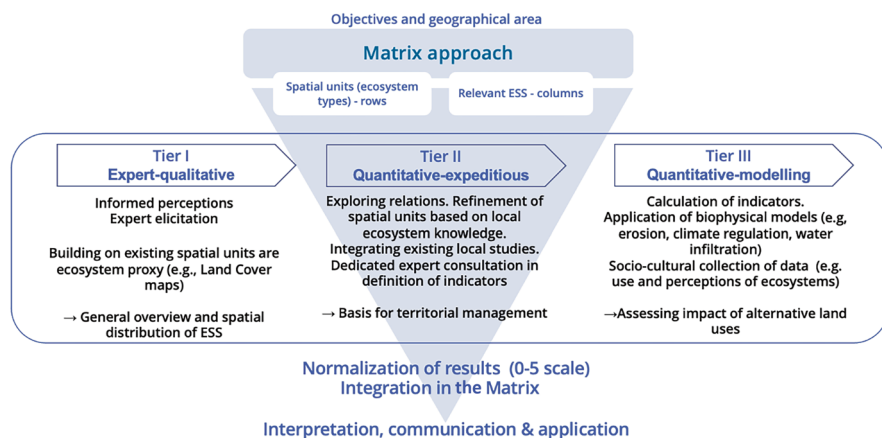 Objectives and geographical area
Matrix approach
Spatial units (ecosystem
types) - rows
Relevant ESS - columns
Tier I
Expert-qualitative
Informed perceptions
Expert elicitation
Building on existing spatial units are
ecosystem proxy (e.g., Land Cover
maps)
→ General overview and spatial
distribution of ESS
Tier II
Quantitative-expeditious
Exploring relations. Refinement of
spatial units based on local
ecosystem knowledge.
Integrating existing local studies.
Dedicated expert consultation in
definition of indicators
→ Basis for territorial management
Tier III
Quantitative-modelling
Calculation of indicators.
Application of biophysical models (e.g,
erosion, climate regulation, water
infiltration)
Socio-cultural collection of data (e.g.
use and perceptions of ecosystems)
→Assessing impact of alternative land
uses
Normalization of results (0-5 scale)
Integration in the Matrix
Interpretation, communication & application